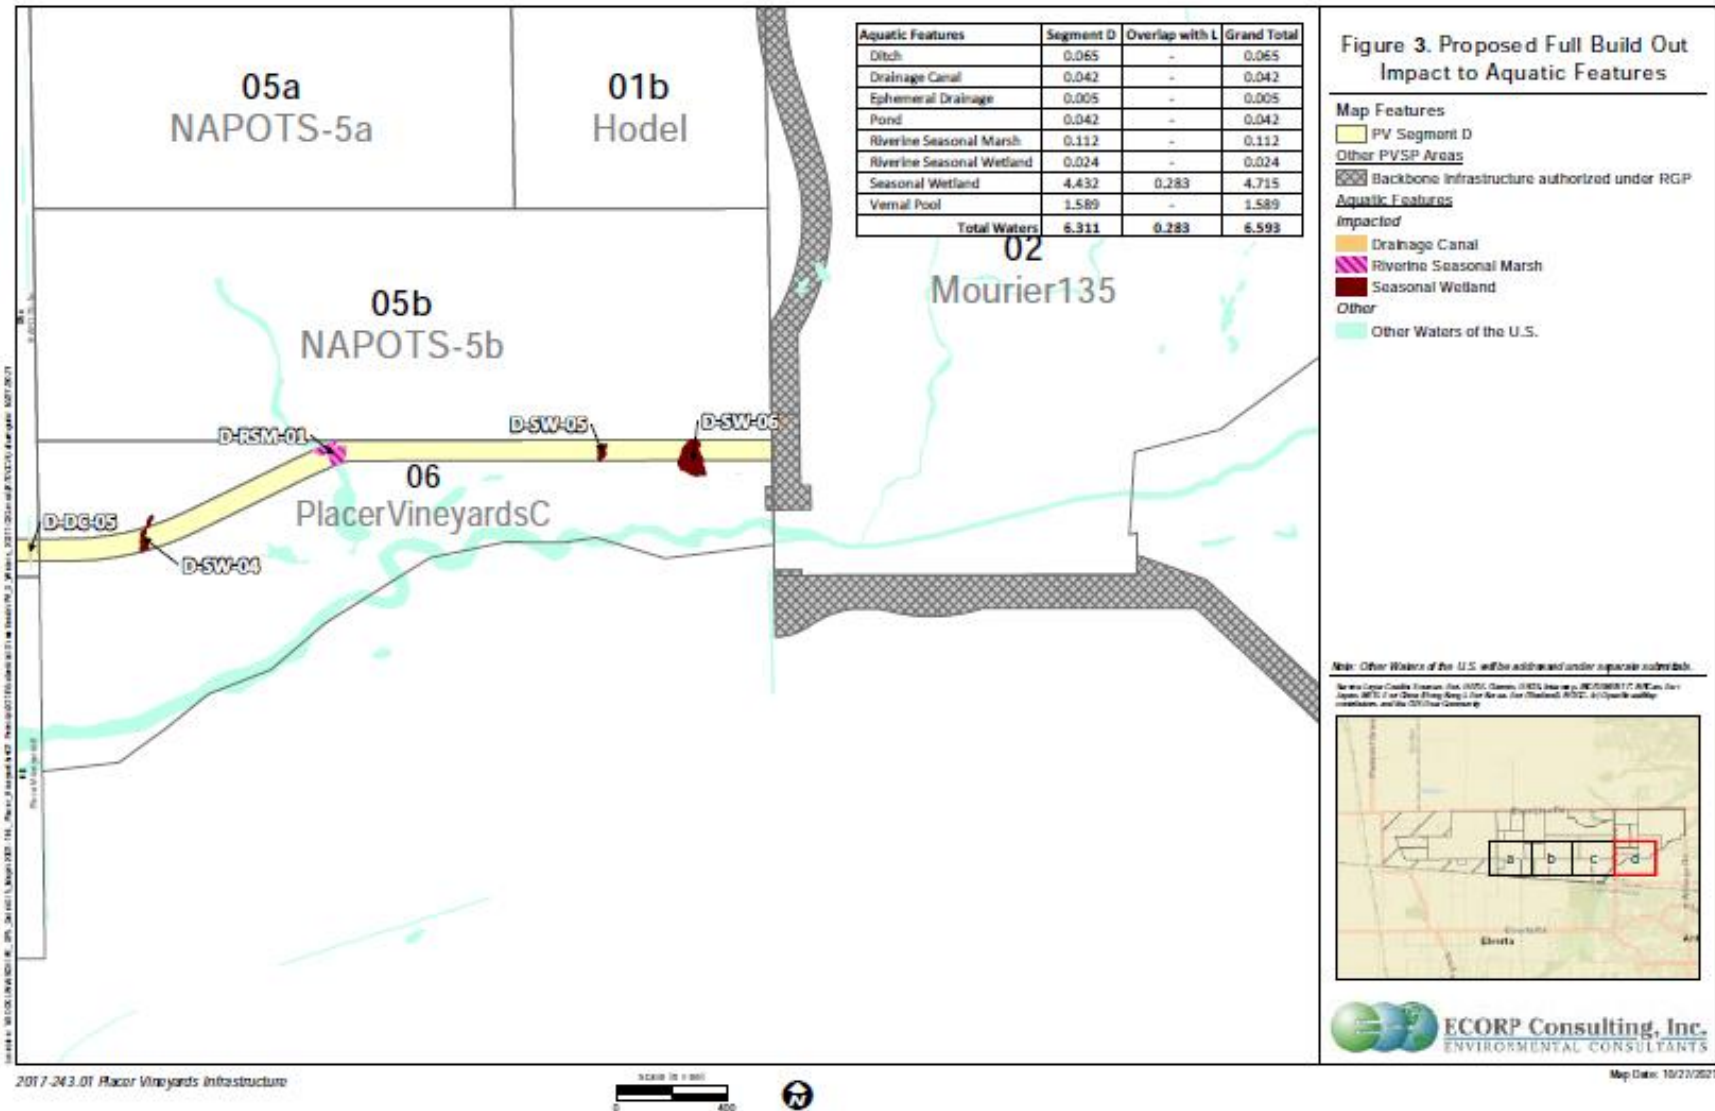 Aquatic Features Segment D Overlap with L Grand Total
Ditch 0.065 - 0.065
Drainage Canal 0.042 - 0.042
Ephemeral Drainage 0.005 - 0.005
Pond 0.042 - 0.042
Riverine Seasonal Marsh 0.112 - 0.112
Riverine Seasonal Wetland 0.024 - 0.024
Seasonal Wetland 4.432 0.283 4.715
Vernal Pool 1.589 - 1.589
Total Waters 6.311 0.283 6.593
05a
NAPOTS-5a
01b
Hodel
02
Mourier135
05b
NAPOTS-5b
D-RSM-01
D-SW-05
D-SW-06
06
PlacerVineyardsC
D-DC-05
D-SW-04
Figure 3. Proposed Full Build Out
Impact to Aquatic Features
Map Features
PV Segment D
Other PVSP Areas
Backbone Infrastructure authorized under RGP
Aquatic Features
Impacted
Drainage Canal
Riverine Seasonal Marsh
Seasonal Wetland
Other
Other Waters of the U.S.
Note: Other Waters of the U.S. will be addressed under separate submittals.
a b c d
Elverta
ECORP Consulting, Inc.
ENVIRONMENTAL CONSULTANTS
2017-243.01 Placer Vineyards Infrastructure
Scale in Feet
0 400
N
Map Date: 10/27/2021